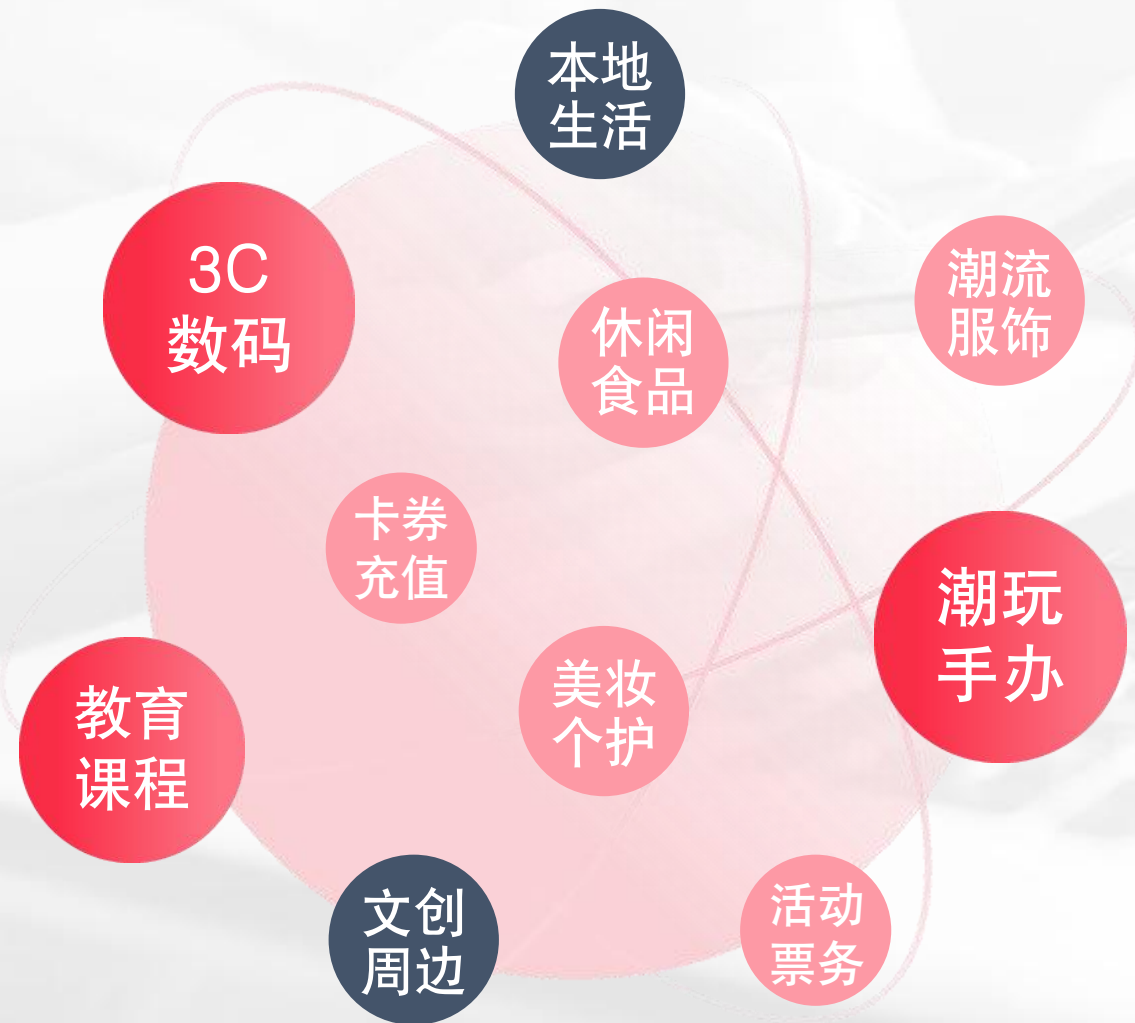 本地
生活
3C
数码
潮流
服饰
休闲
食品
卡券
充值
潮玩
手办
美妆
个护
教育
课程
文创
周边
活动
票务